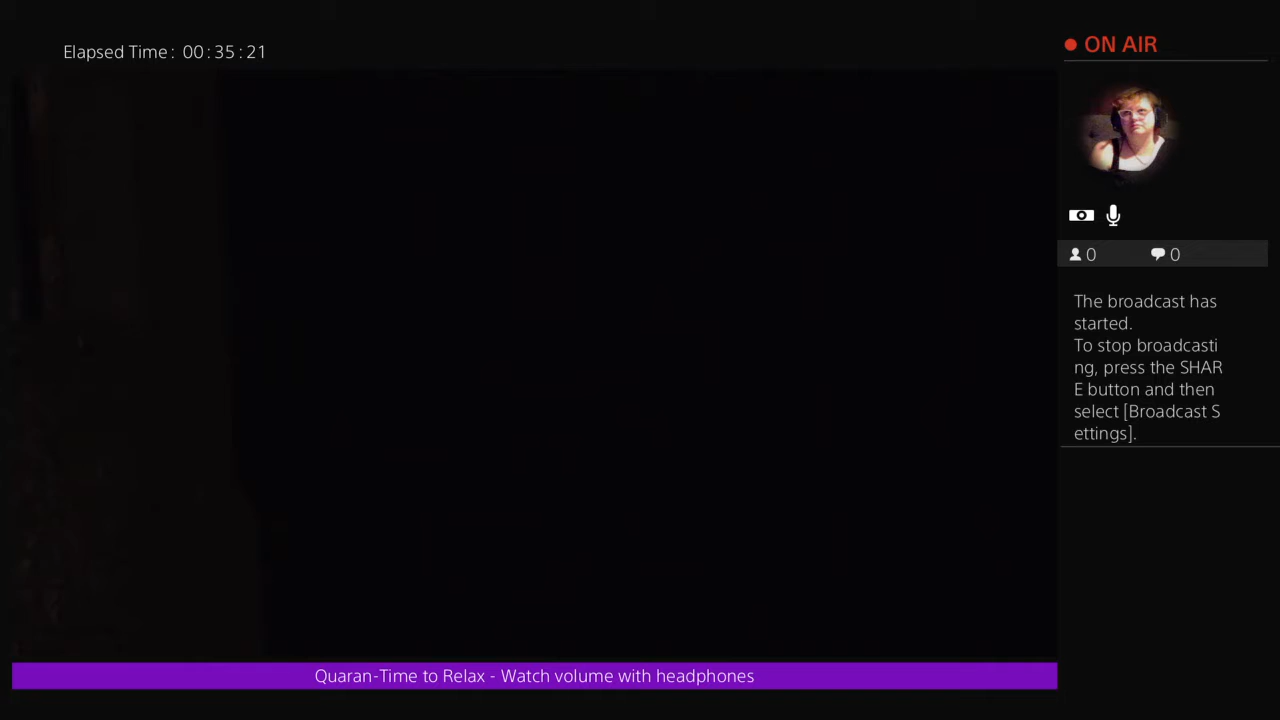 Elapsed Time: 00:35:21
ON AIR
0 0
The broadcast has
started.
To stop broadcasti
ng, press the SHAR
E button and then
select [Broadcast S
ettings].
Quaran-Time to Relax - Watch volume with headphones